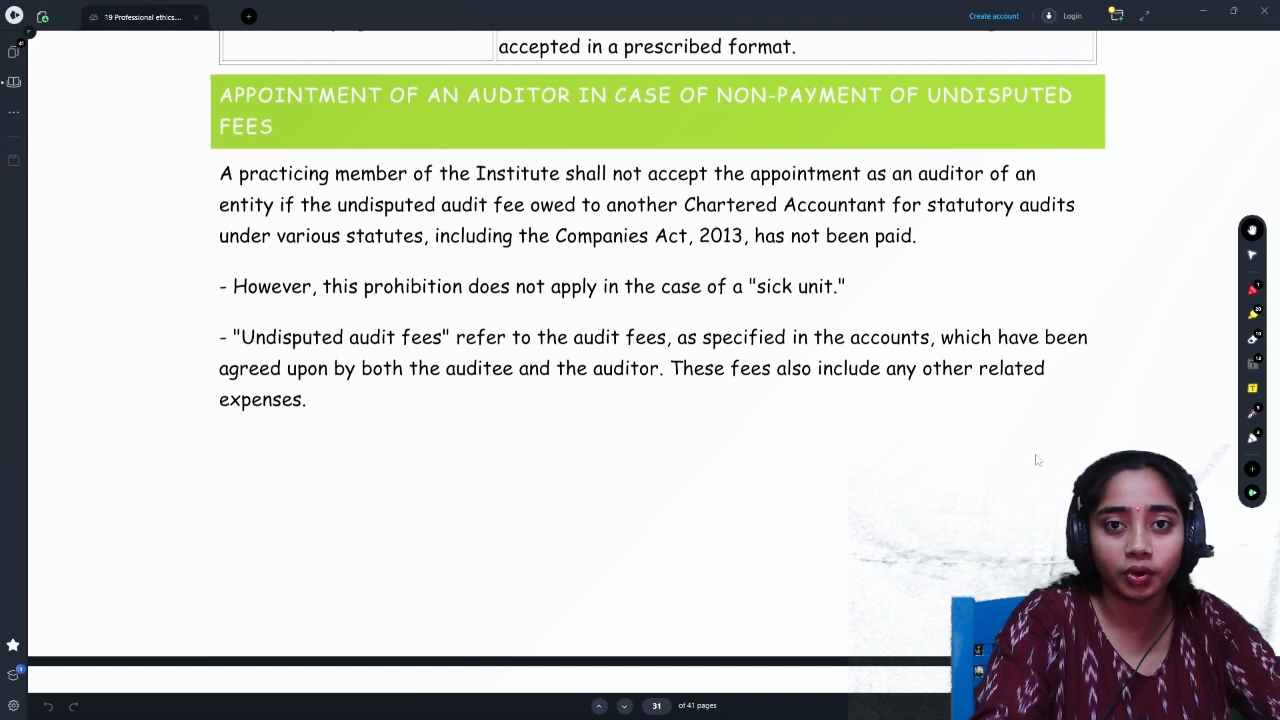 19 Professional ethics...
Create account
Login
accepted in a prescribed format.
APPOINTMENT OF AN AUDITOR IN CASE OF NON-PAYMENT OF UNDISPUTED
FEES
A practicing member of the Institute shall not accept the appointment as an auditor of an
entity if the undisputed audit fee owed to another Chartered Accountant for statutory audits
under various statutes, including the Companies Act, 2013, has not been paid.
- However, this prohibition does not apply in the case of a "sick unit."
- "Undisputed audit fees" refer to the audit fees, as specified in the accounts, which have been
agreed upon by both the auditee and the auditor. These fees also include any other related
expenses.
31 of 41 pages